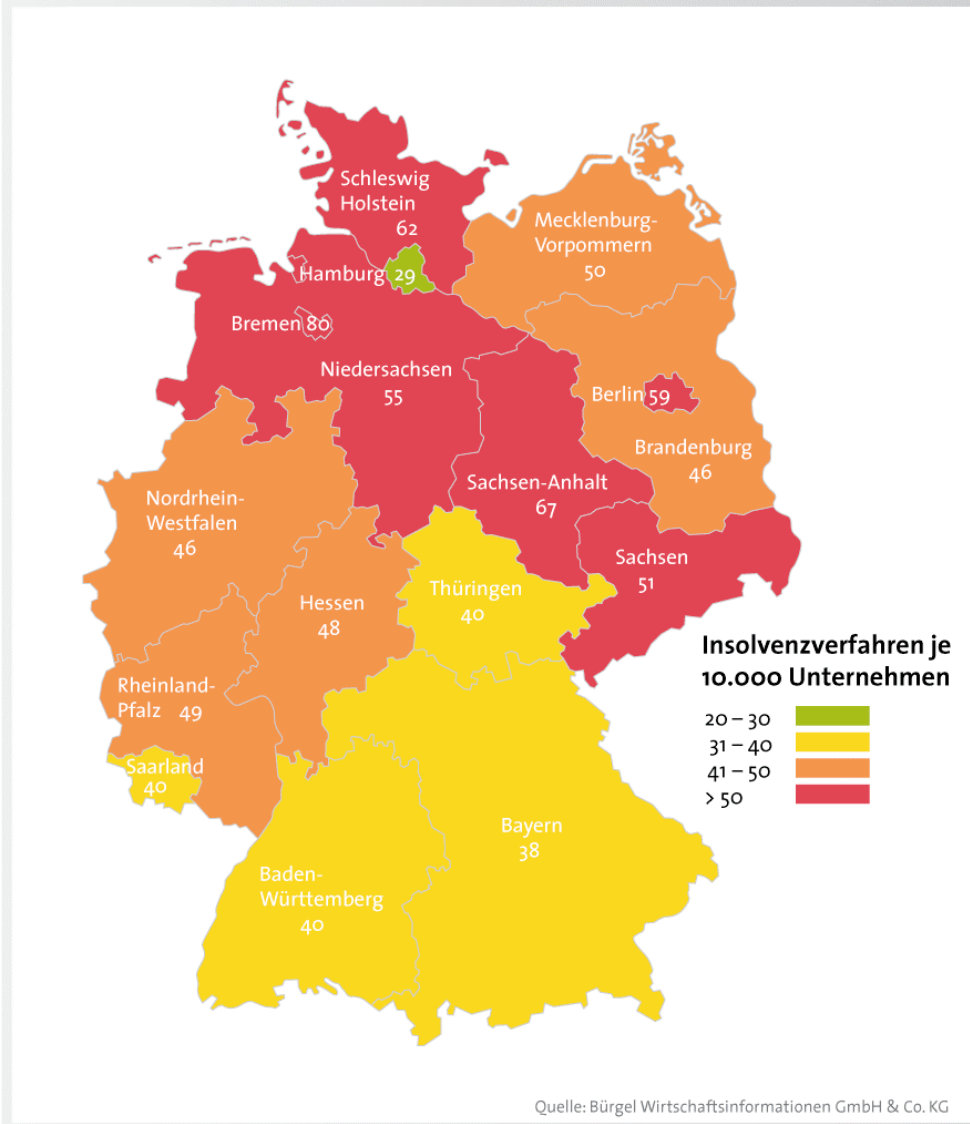 Schleswig
Holstein
62
Mecklenburg-
Vorpommern
50
Hamburg 29
Bremen 80
Niedersachsen
55
Berlin 59
Brandenburg
46
Sachsen-Anhalt
67
Nordrhein-
Westfalen
46
Sachsen
51
Thüringen
40
Hessen
48
Rheinland-
Pfalz 49
Saarland
40
Bayern
38
Baden-
Württemberg
40
Insolvenzverfahren je
10.000 Unternehmen
20 – 30
31 – 40
41 – 50
> 50
Quelle: Bürgel Wirtschaftsinformationen GmbH & Co. KG